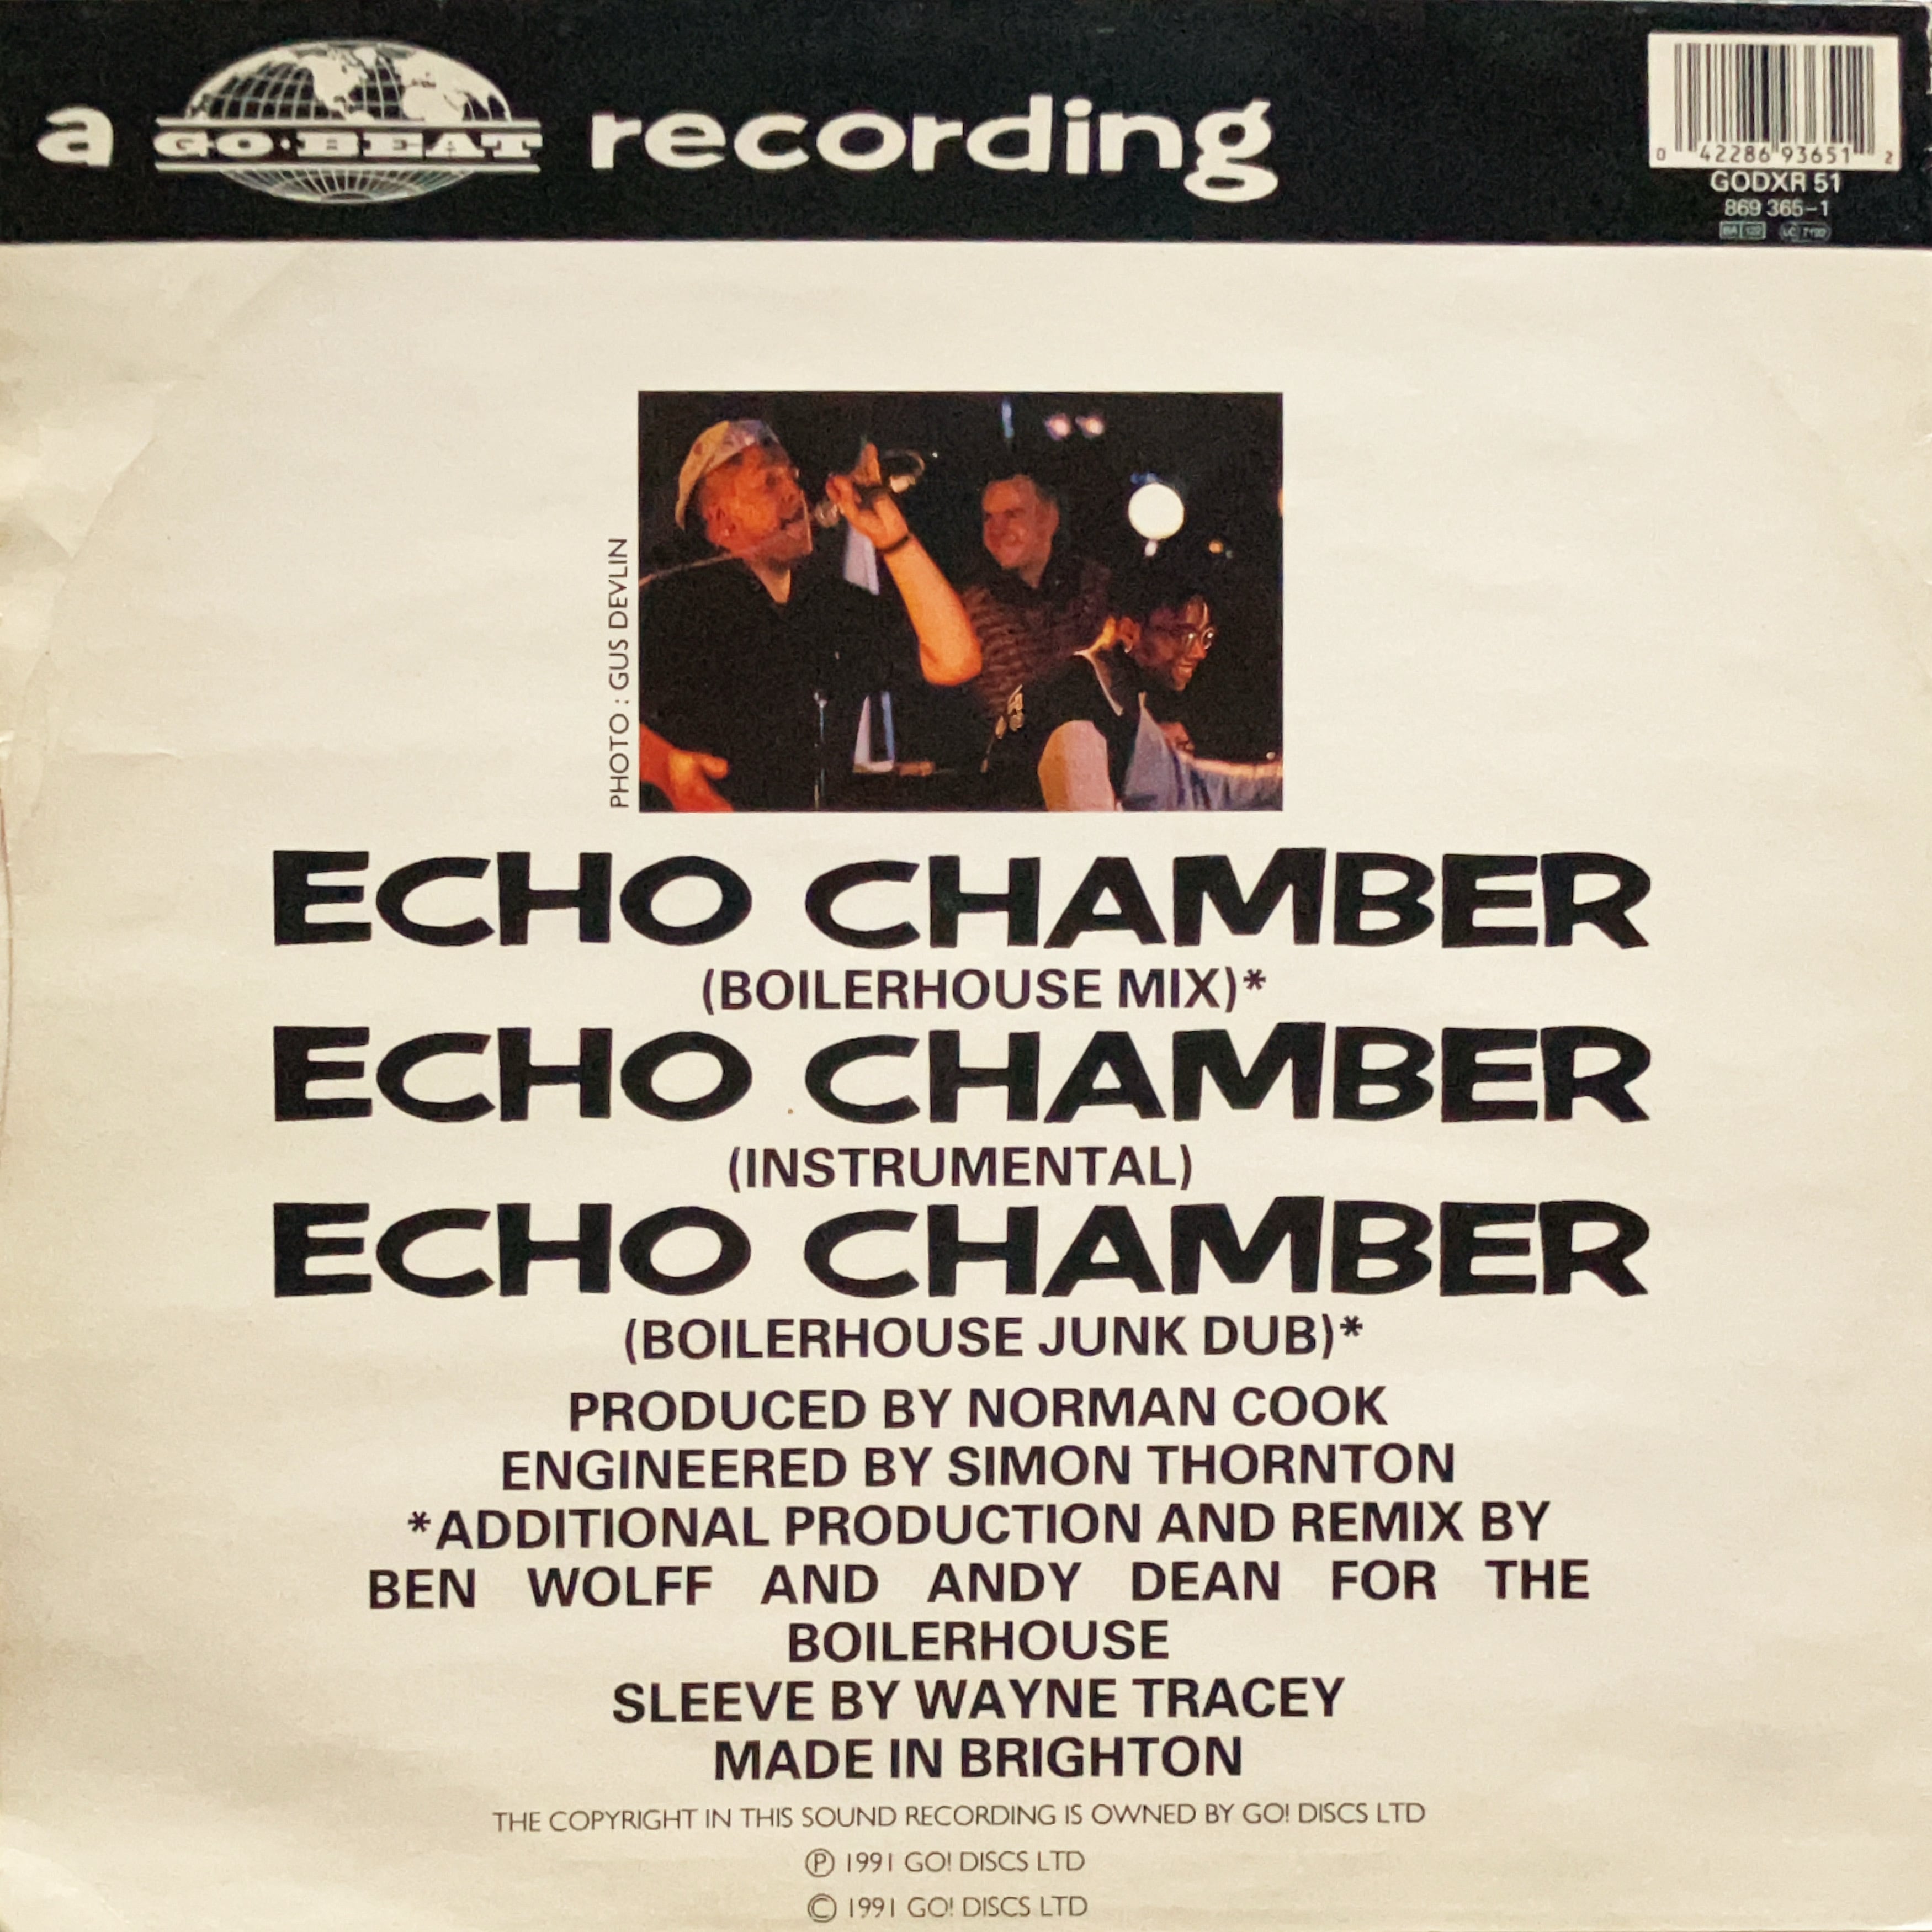 a GO·BEAT recording
0 42286 93651 2
GODXR 51
869 365-1
PHOTO : GUS DEVLIN
ECHO CHAMBER
(BOILERHOUSE MIX)*
ECHO CHAMBER
(INSTRUMENTAL)
ECHO CHAMBER
(BOILERHOUSE JUNK DUB)*
PRODUCED BY NORMAN COOK
ENGINEERED BY SIMON THORNTON
*ADDITIONAL PRODUCTION AND REMIX BY
BEN WOLFF AND ANDY DEAN FOR THE
BOILERHOUSE
SLEEVE BY WAYNE TRACEY
MADE IN BRIGHTON
THE COPYRIGHT IN THIS SOUND RECORDING IS OWNED BY GO! DISCS LTD
Ⓟ 1991 GO! DISCS LTD
© 1991 GO! DISCS LTD